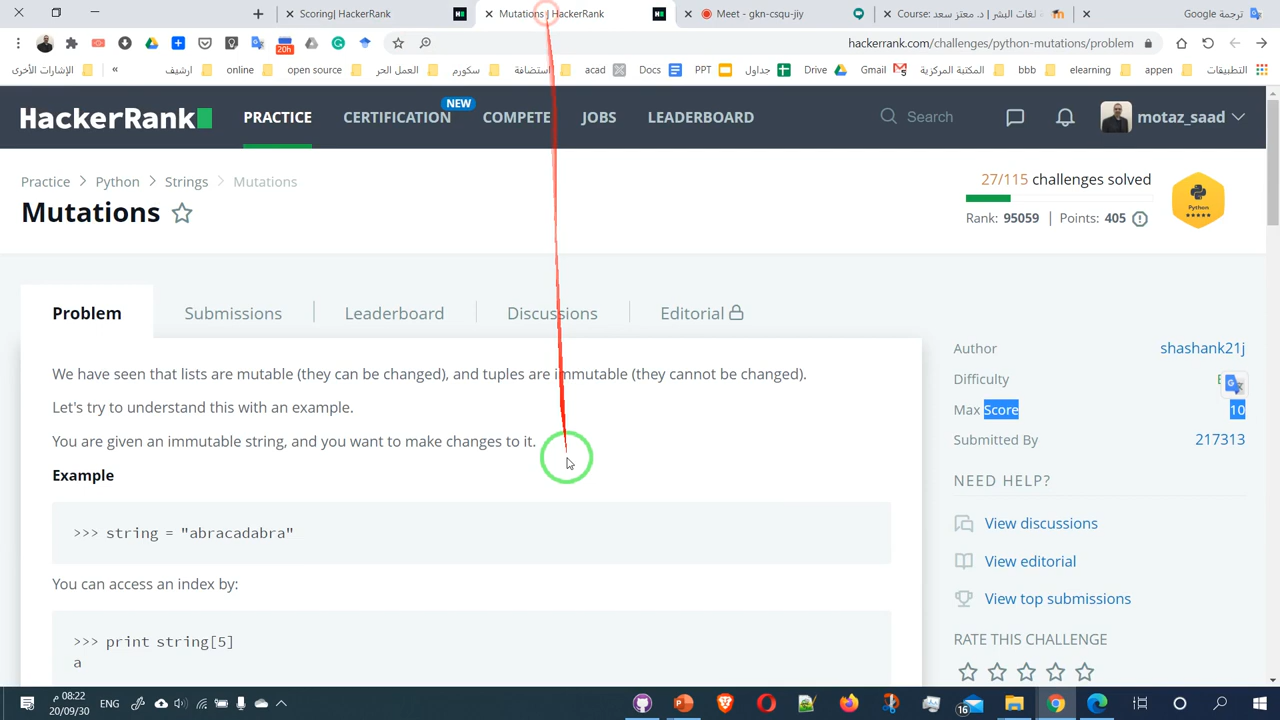 Scoring| HackerRank
Mutations | HackerRank
Meet - gkn-csqu-jiy
Course: لغات البشر | د. معتز سعد
ترجمة Google
20h
hackerrank.com/challenges/python-mutations/problem
الإشارات الأخرى
«
ارشيف
online
open source
العمل الحر
سكورم
استضافة
acad
Docs
PPT
جداول
Drive
Gmail
المكتبة المركزية
bbb
elearning
appen
التطبيقات
HackerRank
PRACTICE
CERTIFICATION
NEW
COMPETE
JOBS
LEADERBOARD
Search
motaz_saad
Practice > Python > Strings > Mutations
Mutations
27/115 challenges solved
Rank: 95059 | Points: 405
Python
Problem
Submissions
Leaderboard
Discussions
Editorial
We have seen that lists are mutable (they can be changed), and tuples are immutable (they cannot be changed).
Let's try to understand this with an example.
You are given an immutable string, and you want to make changes to it.
Example
>>> string = "abracadabra"
You can access an index by:
>>> print string[5]
a
Author shashank21j
Difficulty
Max Score 10
Submitted By 217313
NEED HELP?
View discussions
View editorial
View top submissions
RATE THIS CHALLENGE
08:22 م
20/09/30
ENG
16